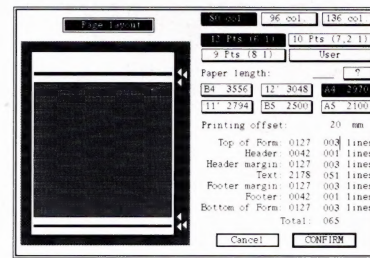 Page layout
80 col. 96 col. 136 col.
12 Pts (6 l) 10 Pts (7,2 l)
9 Pts (8 l) User
Paper length: ?
B4 3556 12' 3048 A4 2970
11' 2794 B5 2500 A5 2100
Printing offset: 20 mm
Top of Form: 0127 003 lines
Header: 0042 001 lines
Header margin: 0127 003 lines
Text: 2178 051 lines
Footer margin: 0127 003 lines
Footer: 0042 001 lines
Bottom of Form: 0127 003 lines
Total: 065
Cancel CONFIRM